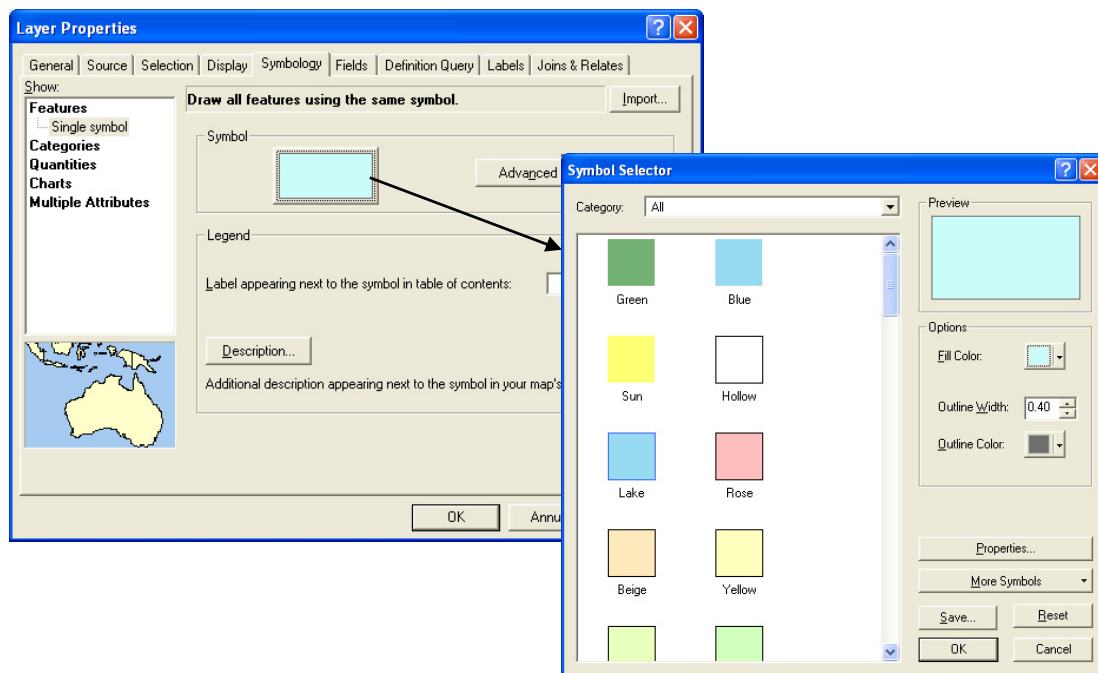 Layer Properties
General Source Selection Display Symbology Fields Definition Query Labels Joins & Relates
Show:
Features
Single symbol
Categories
Quantities
Charts
Multiple Attributes
Draw all features using the same symbol.
Import...
Symbol
Advanced
Legend
Label appearing next to the symbol in table of contents:
Description...
Additional description appearing next to the symbol in your map's
OK
Annu
Symbol Selector
Category: All
Green Blue
Sun Hollow
Lake Rose
Beige Yellow
Preview
Options
Fill Color:
Outline Width: 0.40
Outline Color:
Properties...
More Symbols
Save... Reset
OK Cancel